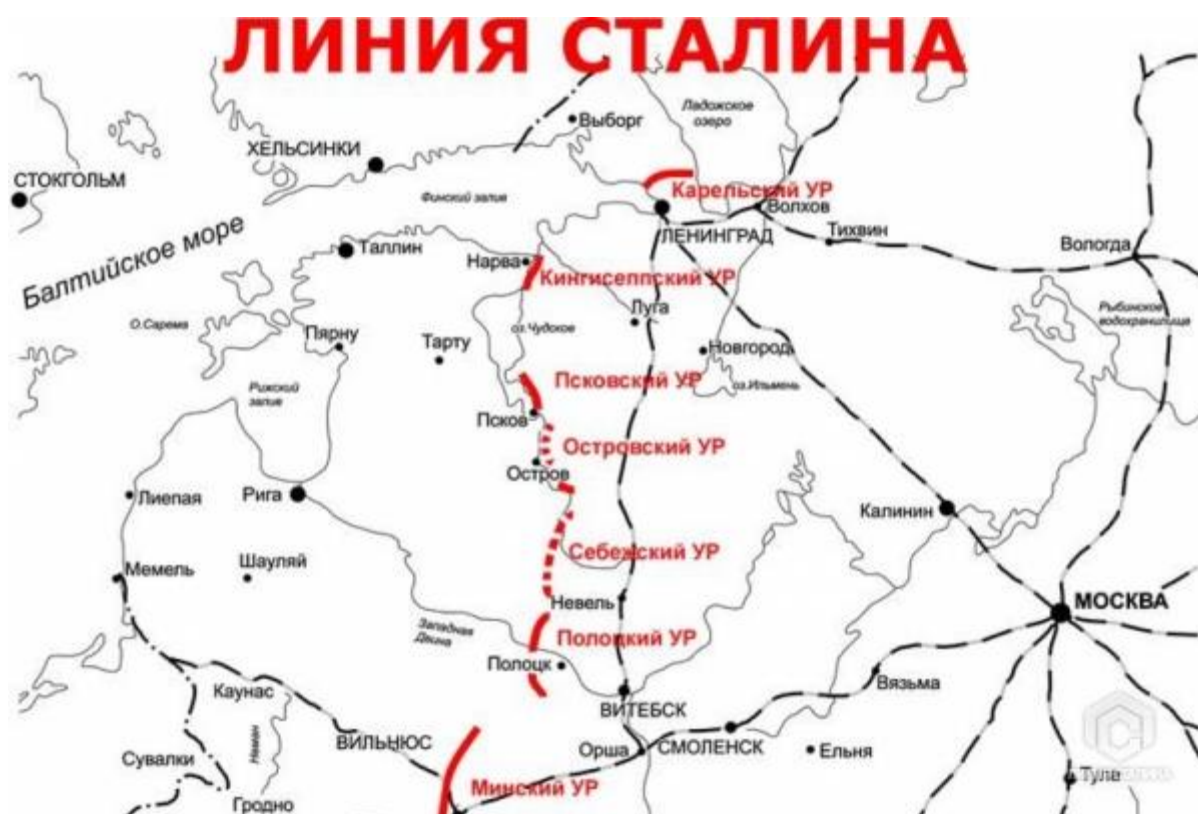 ЛИНИЯ СТАЛИНА
Ладожское
озеро
Выборг
ХЕЛЬСИНКИ
СТОКГОЛЬМ
Карельский УР
Финский залив
Волхов
ЛЕНИНГРАД
Тихвин
Балтийское море
Таллин
Вологда
Нарва
Кингисеппский УР
Рыбинское
водохранилища
О.Сарема
Пярну
оз.Чудское
Луга
Тарту
Новгород
Псковский УР
оз.Ильмень
Рижский
залив
Псков
Островский УР
Остров
Лиепая
Рига
Калинин
Себежский УР
Мемель
Шауляй
Невель
МОСКВА
Западная
Двина
Полоцкий УР
Полоцк
Вязьма
Каунас
ВИТЕБСК
ВИЛЬНЮС
Орша
СМОЛЕНСК
Ельня
Неман
Сувалки
Тула
Минский УР
Гродно